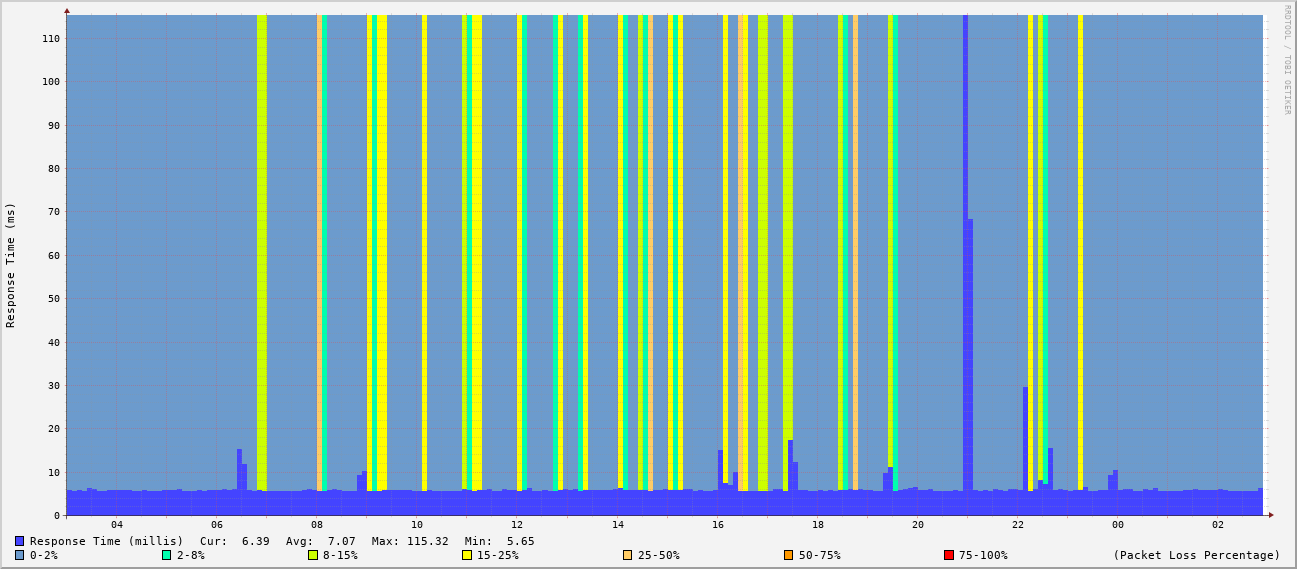 RRDTOOL / TOBI OETIKER
Response Time (ms)
110
100
90
80
70
60
50
40
30
20
10
0
04 06 08 10 12 14 16 18 20 22 00 02
Response Time (millis) Cur: 6.39 Avg: 7.07 Max: 115.32 Min: 5.65
0-2% 2-8% 8-15% 15-25% 25-50% 50-75% 75-100% (Packet Loss Percentage)